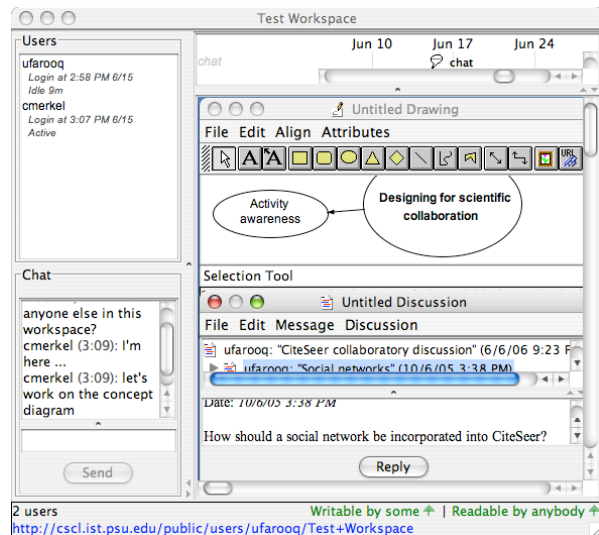 Test Workspace
Users
ufarooq
Login at 2:58 PM 6/15
Idle 9m
cmerkel
Login at 3:07 PM 6/15
Active
chat
Jun 10 Jun 17 Jun 24
chat
Untitled Drawing
File Edit Align Attributes
A A URL
Activity
awareness
Designing for scientific
collaboration
Selection Tool
Chat
anyone else in this
workspace?
cmerkel (3:09): I'm
here ...
cmerkel (3:09): let's
work on the concept
diagram
Send
Untitled Discussion
File Edit Message Discussion
ufarooq: "CiteSeer collaboratory discussion" (6/6/06 9:23 P
ufarooq: "Social networks" (10/6/05 3:38 PM)
Date: 10/6/05 3:38 PM
How should a social network be incorporated into CiteSeer?
Reply
2 users
Writable by some | Readable by anybody
http://cscl.ist.psu.edu/public/users/ufarooq/Test+Workspace